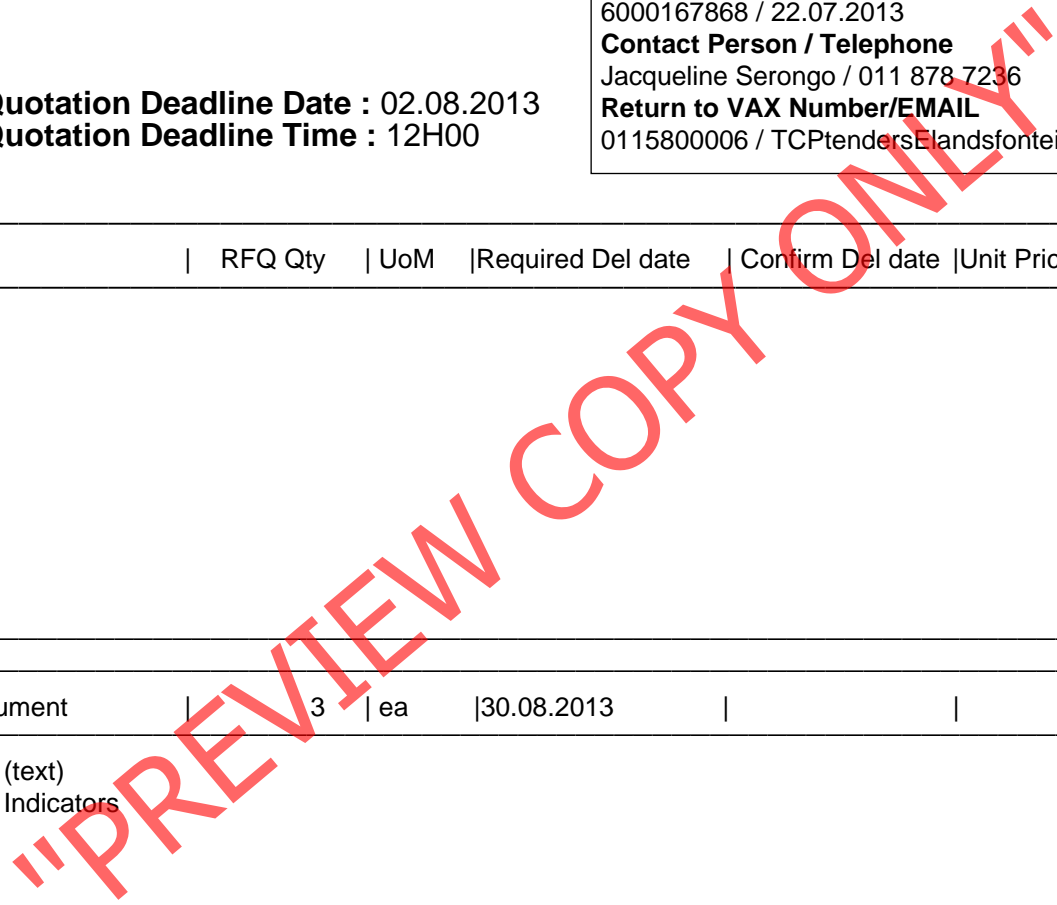 6000167868 / 22.07.2013
Contact Person / Telephone
Jacqueline Serongo / 011 878 7236
Quotation Deadline Date : 02.08.2013
Return to VAX Number/EMAIL
Quotation Deadline Time : 12H00
0115800006 / TCPtendersElandsfontei
| RFQ Qty | UoM |Required Del date | Confirm Del date |Unit Pric
ument | 3 | ea |30.08.2013 | |
(text)
Indicators
"PREVIEW COPY ONLY"